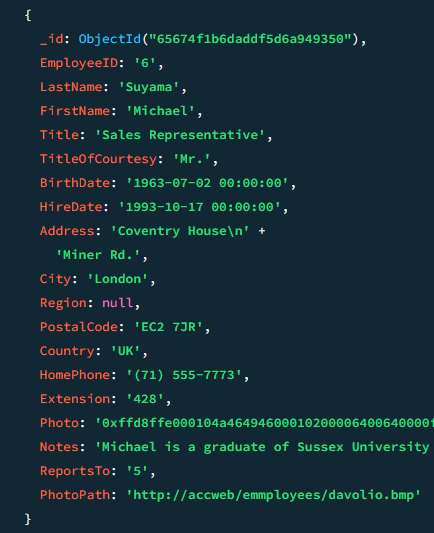 {
_id: ObjectId("65674f1b6daddf5d6a949350"),
EmployeeID: '6',
LastName: 'Suyama',
FirstName: 'Michael',
Title: 'Sales Representative',
TitleOfCourtesy: 'Mr.',
BirthDate: '1963-07-02 00:00:00',
HireDate: '1993-10-17 00:00:00',
Address: 'Coventry House\n' +
'Miner Rd.',
City: 'London',
Region: null,
PostalCode: 'EC2 7JR',
Country: 'UK',
HomePhone: '(71) 555-7773',
Extension: '428',
Photo: '0xffd8ffe000104a46494600010200006400640000f
Notes: 'Michael is a graduate of Sussex University
ReportsTo: '5',
PhotoPath: 'http://accweb/emmployees/davolio.bmp'
}